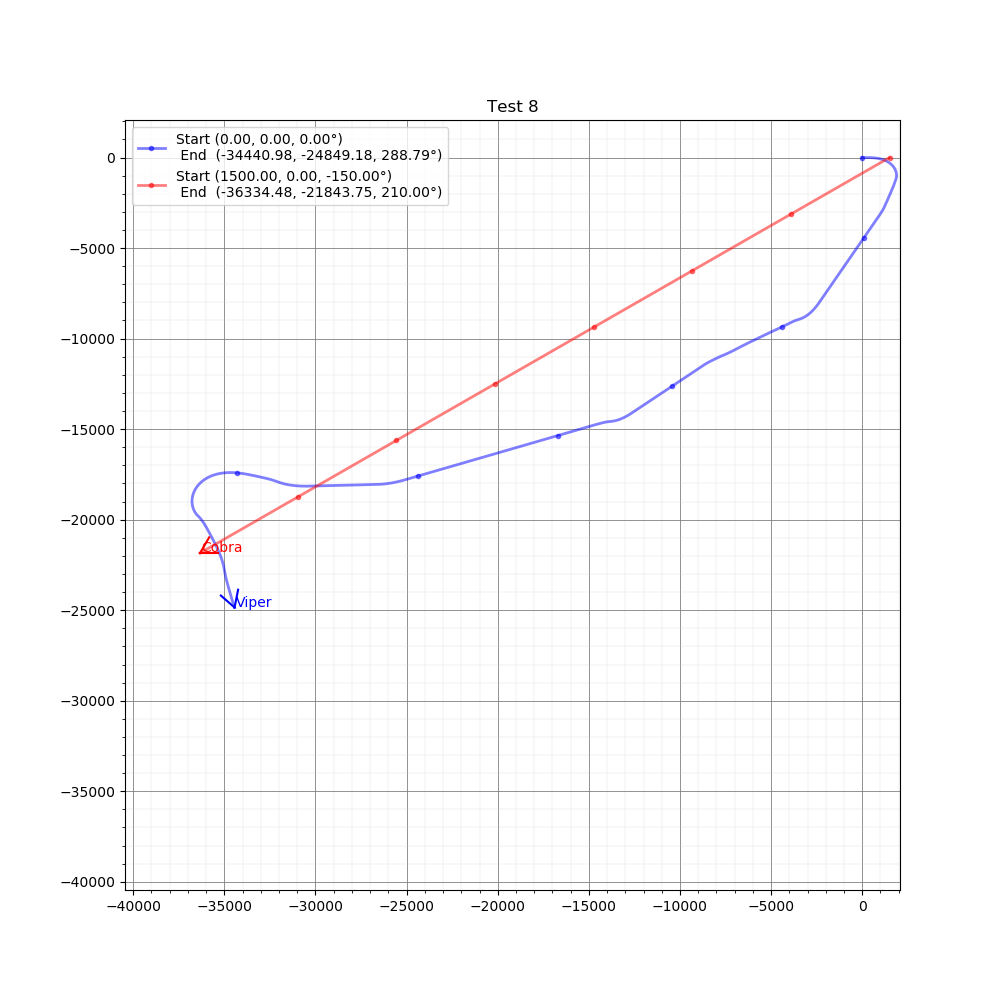 Test 8
Start (0.00, 0.00, 0.00°)
End (-34440.98, -24849.18, 288.79°)
Start (1500.00, 0.00, -150.00°)
End (-36334.48, -21843.75, 210.00°)
0
−5000
−10000
−15000
−20000
−25000
−30000
−35000
−40000
Cobra
Viper
−40000 −35000 −30000 −25000 −20000 −15000 −10000 −5000 0